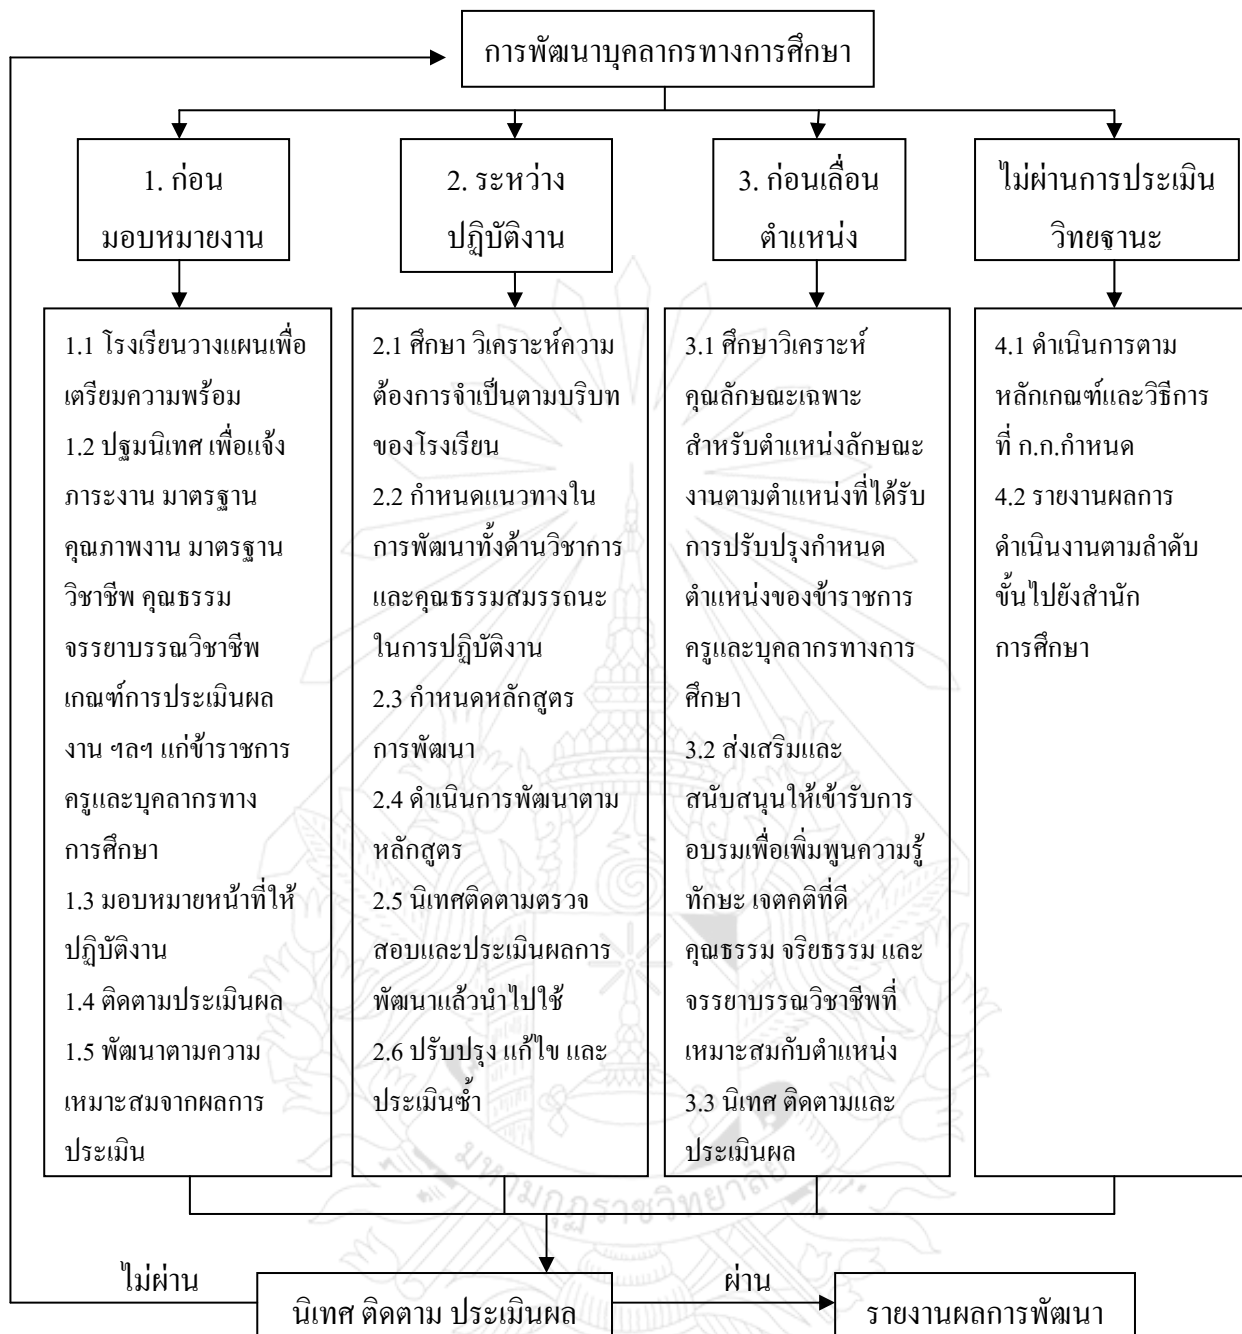 การพัฒนาบุคลากรทางการศึกษา
1. ก่อน
มอบหมายงาน
2. ระหว่าง
ปฏิบัติงาน
3. ก่อนเลื่อน
ตำแหน่ง
ไม่ผ่านการประเมิน
วิทยฐานะ
1.1 โรงเรียนวางแผนเพื่อ
เตรียมความพร้อม
1.2 ปฐมนิเทศ เพื่อแจ้ง
ภาระงาน มาตรฐาน
คุณภาพงาน มาตรฐาน
วิชาชีพ คุณธรรม
จรรยาบรรณวิชาชีพ
เกณฑ์การประเมินผล
งาน ฯลฯ แก่ข้าราชการ
ครูและบุคลากรทาง
การศึกษา
1.3 มอบหมายหน้าที่ให้
ปฏิบัติงาน
1.4 ติดตามประเมินผล
1.5 พัฒนาตามความ
เหมาะสมจากผลการ
ประเมิน
2.1 ศึกษา วิเคราะห์ความ
ต้องการจำเป็นตามบริบท
ของโรงเรียน
2.2 กำหนดแนวทางใน
การพัฒนาทั้งด้านวิชาการ
และคุณธรรมสมรรถนะ
ในการปฏิบัติงาน
2.3 กำหนดหลักสูตร
การพัฒนา
2.4 ดำเนินการพัฒนาตาม
หลักสูตร
2.5 นิเทศติดตามตรวจ
สอบและประเมินผลการ
พัฒนาแล้วนำไปใช้
2.6 ปรับปรุง แก้ไข และ
ประเมินซ้ำ
3.1 ศึกษาวิเคราะห์
คุณลักษณะเฉพาะ
สำหรับตำแหน่งลักษณะ
งานตามตำแหน่งที่ได้รับ
การปรับปรุงกำหนด
ตำแหน่งของข้าราชการ
ครูและบุคลากรทางการ
ศึกษา
3.2 ส่งเสริมและ
สนับสนุนให้เข้ารับการ
อบรมเพื่อเพิ่มพูนความรู้
ทักษะ เจตคติที่ดี
คุณธรรม จริยธรรม และ
จรรยาบรรณวิชาชีพที่
เหมาะสมกับตำแหน่ง
3.3 นิเทศ ติดตามและ
ประเมินผล
4.1 ดำเนินการตาม
หลักเกณฑ์และวิธีการ
ที่ ก.ก.กำหนด
4.2 รายงานผลการ
ดำเนินงานตามลำดับ
ขั้นไปยังสำนัก
การศึกษา
มหามกุฏราชวิทยาลัย
ไม่ผ่าน
นิเทศ ติดตาม ประเมินผล
ผ่าน
รายงานผลการพัฒนา